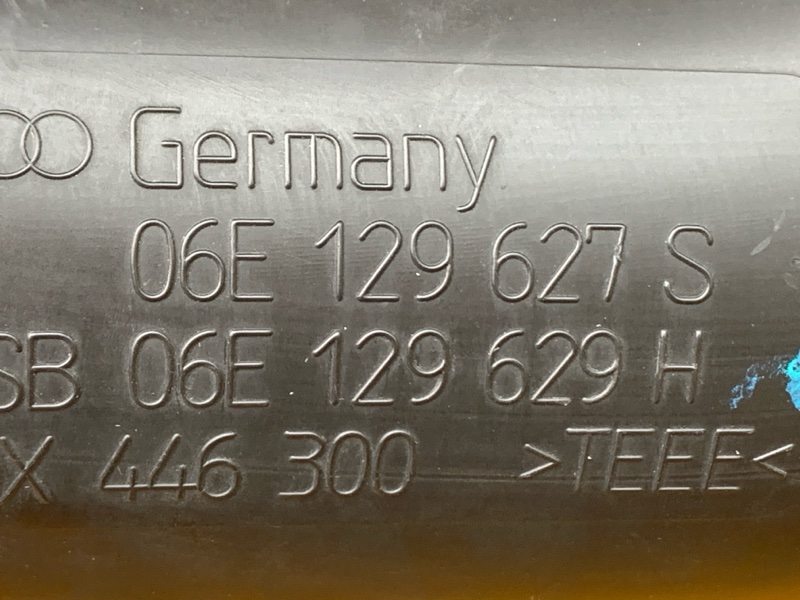 Germany
06E 129 627 S
SB 06E 129 629 H
X 446 300 >TEEE<